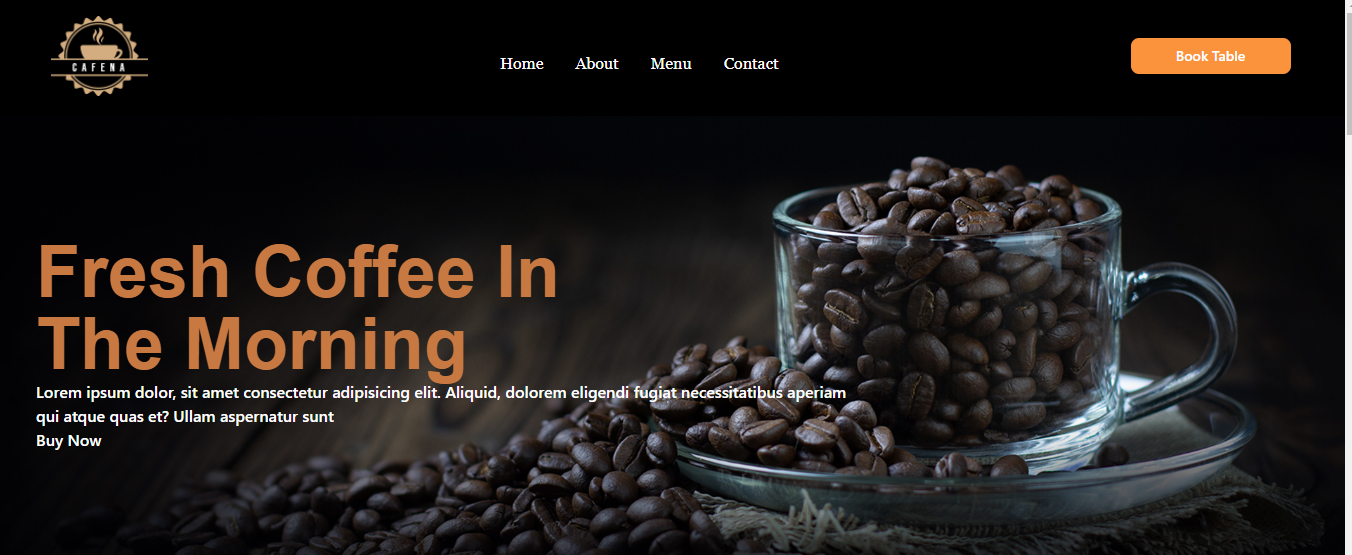 CAFENA
Home About Menu Contact
Book Table
Fresh Coffee In
The Morning
Lorem ipsum dolor, sit amet consectetur adipisicing elit. Aliquid, dolorem eligendi fugiat necessitatibus aperiam
qui atque quas et? Ullam aspernatur sunt
Buy Now